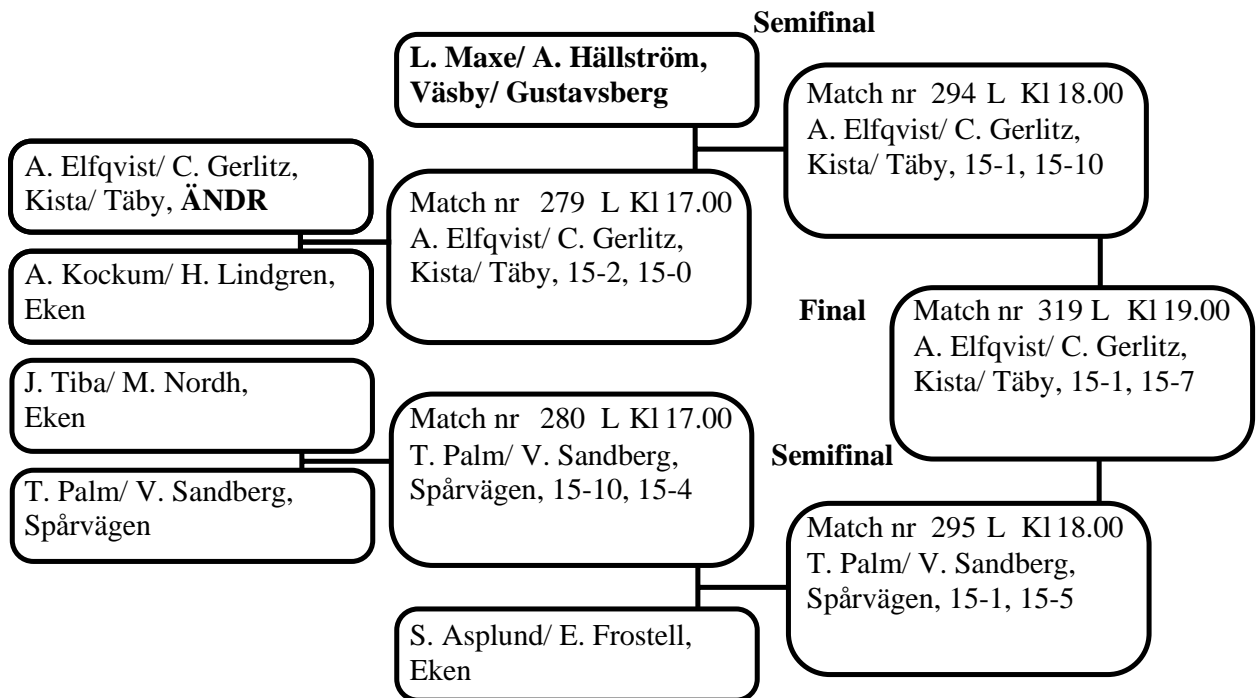 Semifinal
L. Maxe/ A. Hällström,
Väsby/ Gustavsberg
Match nr 294 L Kl 18.00
A. Elfqvist/ C. Gerlitz,
Kista/ Täby, 15-1, 15-10
A. Elfqvist/ C. Gerlitz,
Kista/ Täby, ÄNDR
Match nr 279 L Kl 17.00
A. Elfqvist/ C. Gerlitz,
Kista/ Täby, 15-2, 15-0
A. Kockum/ H. Lindgren,
Eken
Final
Match nr 319 L Kl 19.00
A. Elfqvist/ C. Gerlitz,
Kista/ Täby, 15-1, 15-7
J. Tiba/ M. Nordh,
Eken
Match nr 280 L Kl 17.00
T. Palm/ V. Sandberg,
Spårvägen, 15-10, 15-4
Semifinal
T. Palm/ V. Sandberg,
Spårvägen
Match nr 295 L Kl 18.00
T. Palm/ V. Sandberg,
Spårvägen, 15-1, 15-5
S. Asplund/ E. Frostell,
Eken